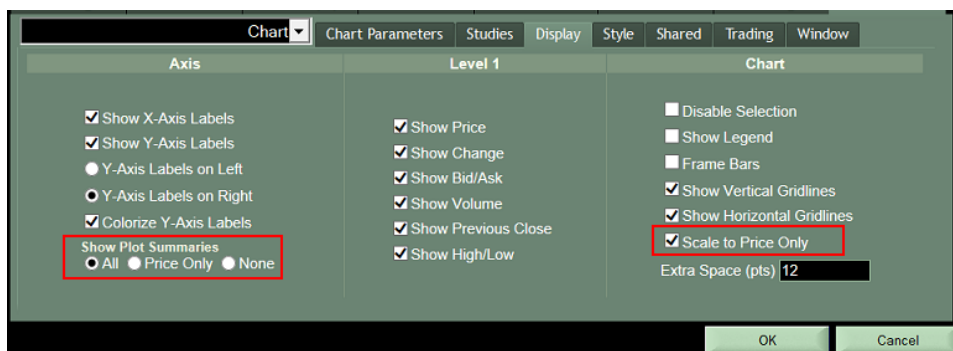 Chart
Chart Parameters Studies Display Style Shared Trading Window
Axis
Show X-Axis Labels
Show Y-Axis Labels
Y-Axis Labels on Left
Y-Axis Labels on Right
Colorize Y-Axis Labels
Show Plot Summaries
All Price Only None
Level 1
Show Price
Show Change
Show Bid/Ask
Show Volume
Show Previous Close
Show High/Low
Chart
Disable Selection
Show Legend
Frame Bars
Show Vertical Gridlines
Show Horizontal Gridlines
Scale to Price Only
Extra Space (pts) 12
OK Cancel